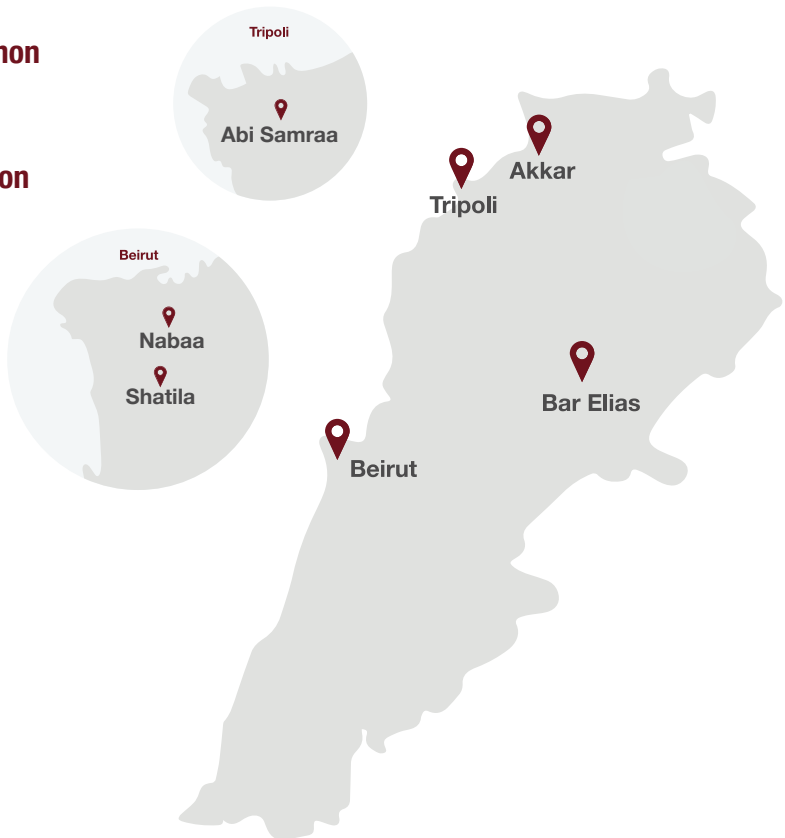 non
on
Tripoli
Abi Samraa
Akkar
Tripoli
Beirut
Nabaa
Shatila
Bar Elias
Beirut